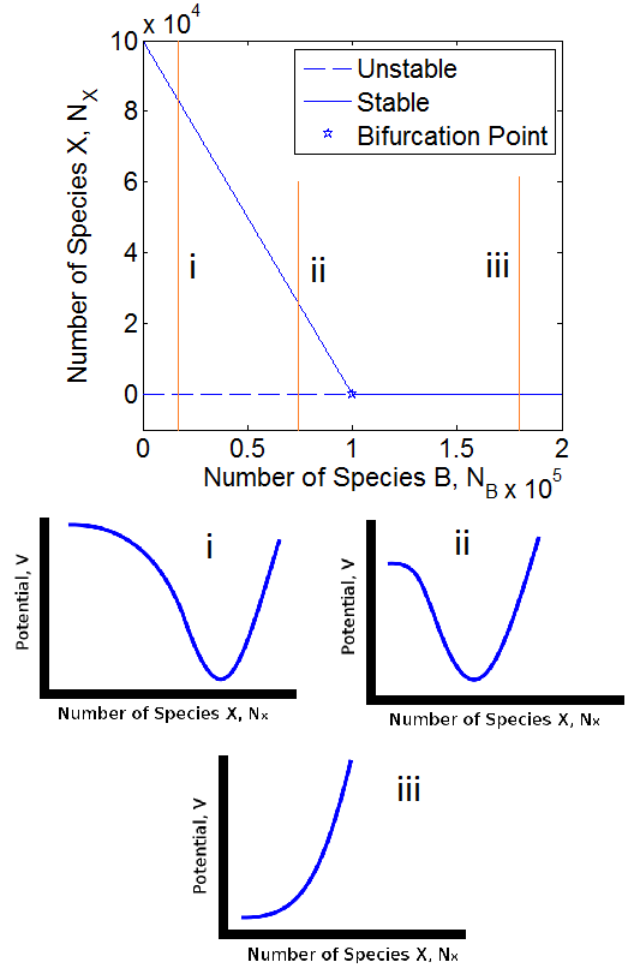 x 10^4
10
8
6
4
2
0
Number of Species X, N_X
Unstable
Stable
Bifurcation Point
i
ii
iii
0 0.5 1 1.5 2
Number of Species B, N_B x 10^5
i
Potential, V
Number of Species X, Nx
ii
Potential, V
Number of Species X, Nx
iii
Potential, V
Number of Species X, Nx